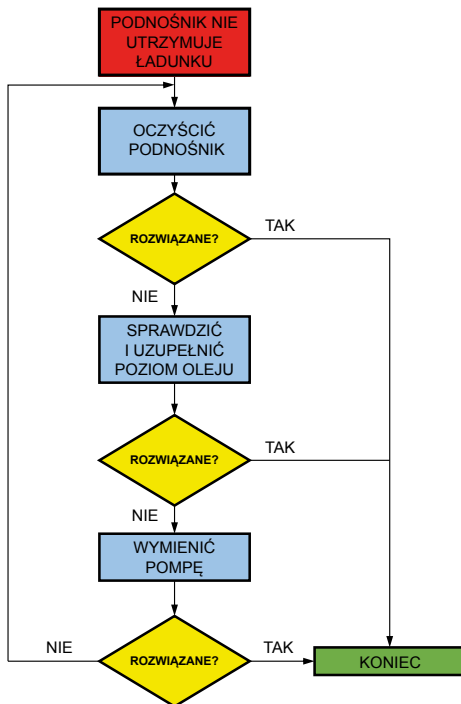 PODNOŚNIK NIE
UTRZYMUJE
ŁADUNKU
OCZYŚCIĆ
PODNOŚNIK
ROZWIĄZANE?
TAK
NIE
SPRAWDZIĆ
I UZUPEŁNIĆ
POZIOM OLEJU
ROZWIĄZANE?
TAK
NIE
WYMIENIĆ
POMPĘ
NIE
ROZWIĄZANE?
TAK
KONIEC